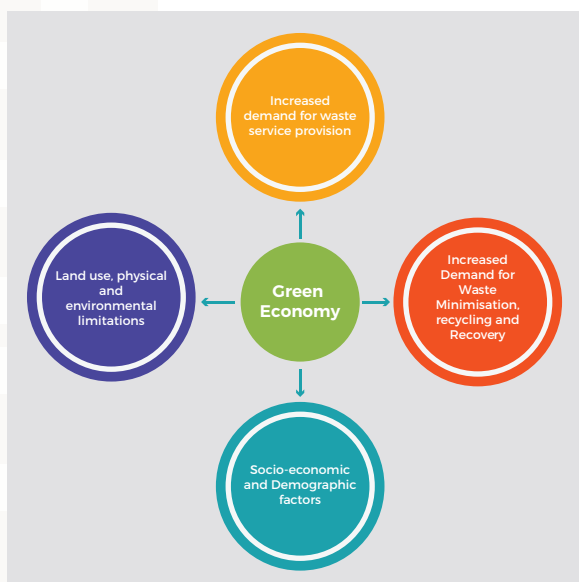 Increased
demand for waste
service provision
Land use, physical
and
environmental
limitations
Green
Economy
Increased
Demand for
Waste
Minimisation,
recycling and
Recovery
Socio-economic
and Demographic
factors